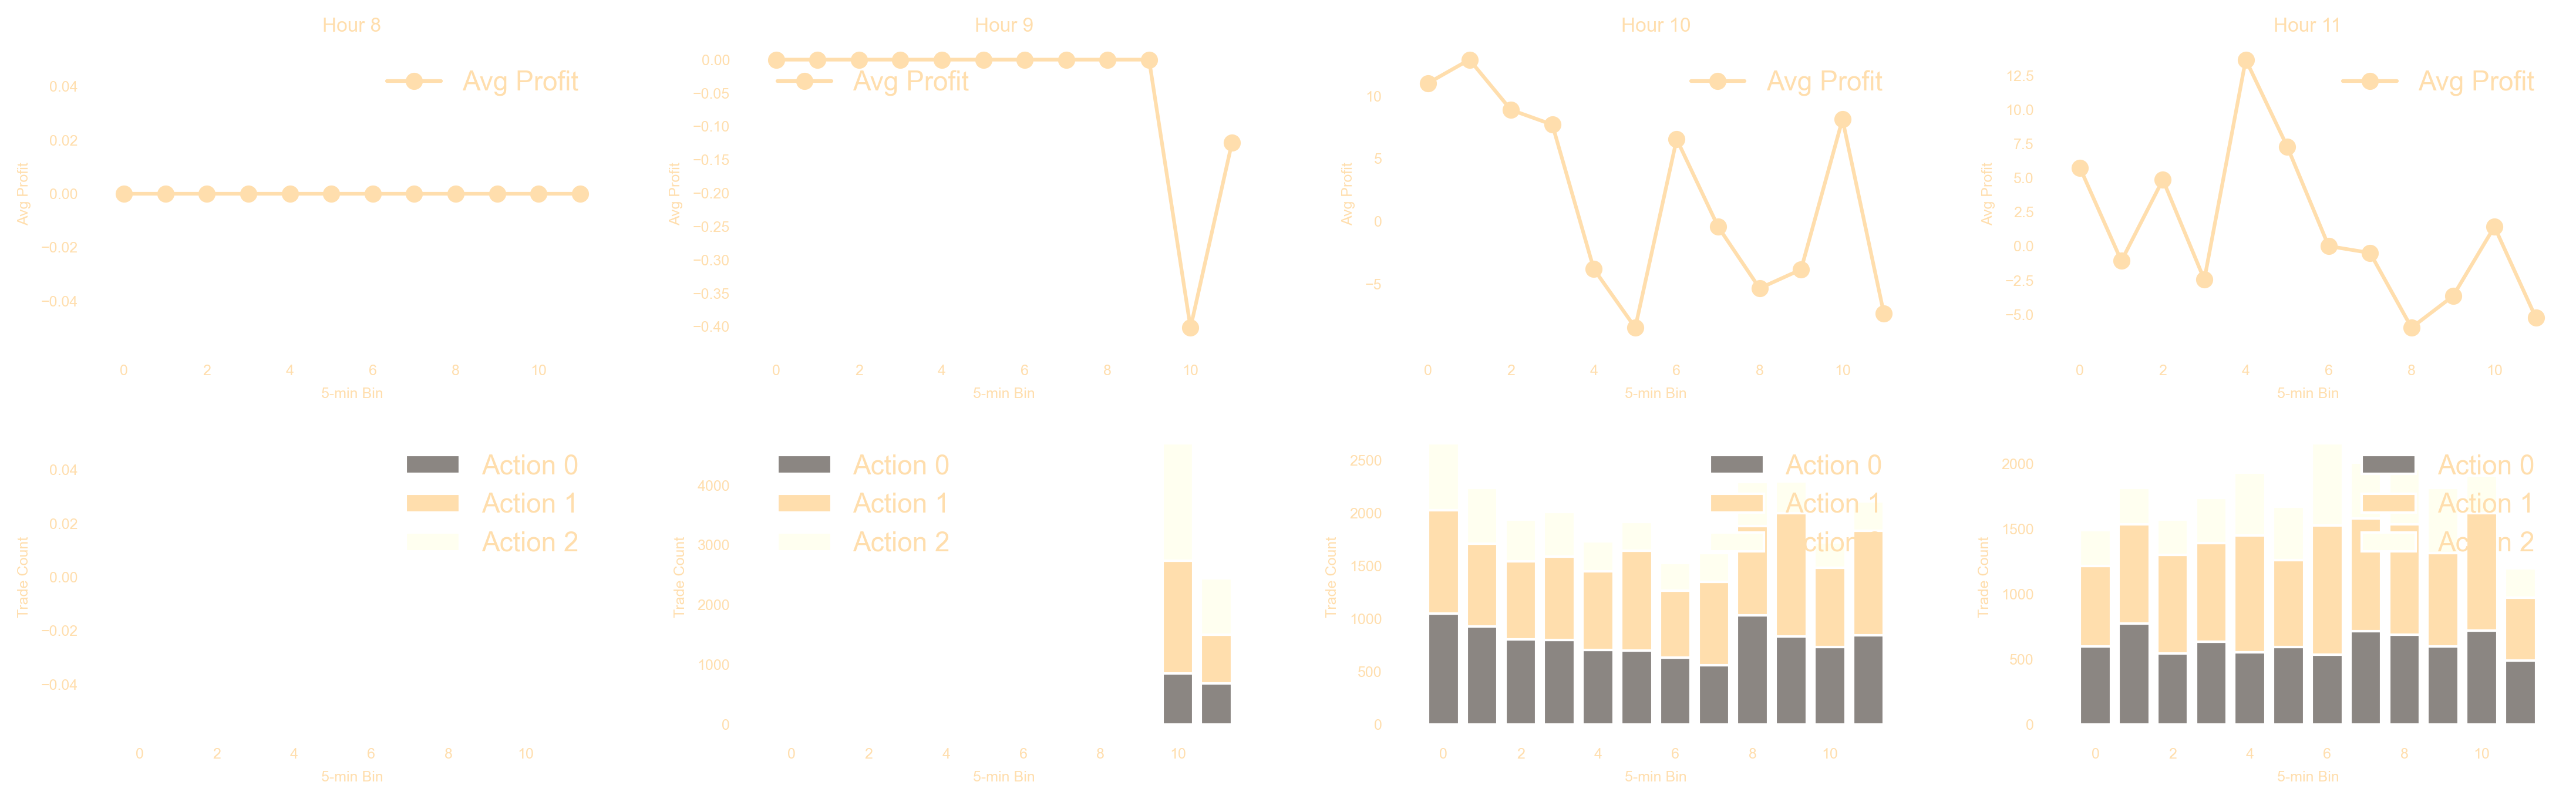 Hour 8
Avg Profit
0.04
0.02
0.00
−0.02
−0.04
Avg Profit
0 2 4 6 8 10
5-min Bin
Hour 9
Avg Profit
0.00
−0.05
−0.10
−0.15
−0.20
−0.25
−0.30
−0.35
−0.40
Avg Profit
0 2 4 6 8 10
5-min Bin
Hour 10
Avg Profit
10
5
0
−5
Avg Profit
0 2 4 6 8 10
5-min Bin
Hour 11
Avg Profit
12.5
10.0
7.5
5.0
2.5
0.0
−2.5
−5.0
Avg Profit
0 2 4 6 8 10
5-min Bin
Action 0
Action 1
Action 2
0.04
0.02
0.00
−0.02
−0.04
Trade Count
0 2 4 6 8 10
5-min Bin
Action 0
Action 1
Action 2
4000
3000
2000
1000
0
Trade Count
0 2 4 6 8 10
5-min Bin
Action 0
Action 1
2500
2000
1500
1000
500
0
Trade Count
0 2 4 6 8 10
5-min Bin
Action 0
Action 1
Action 2
2000
1500
1000
500
0
Trade Count
0 2 4 6 8 10
5-min Bin